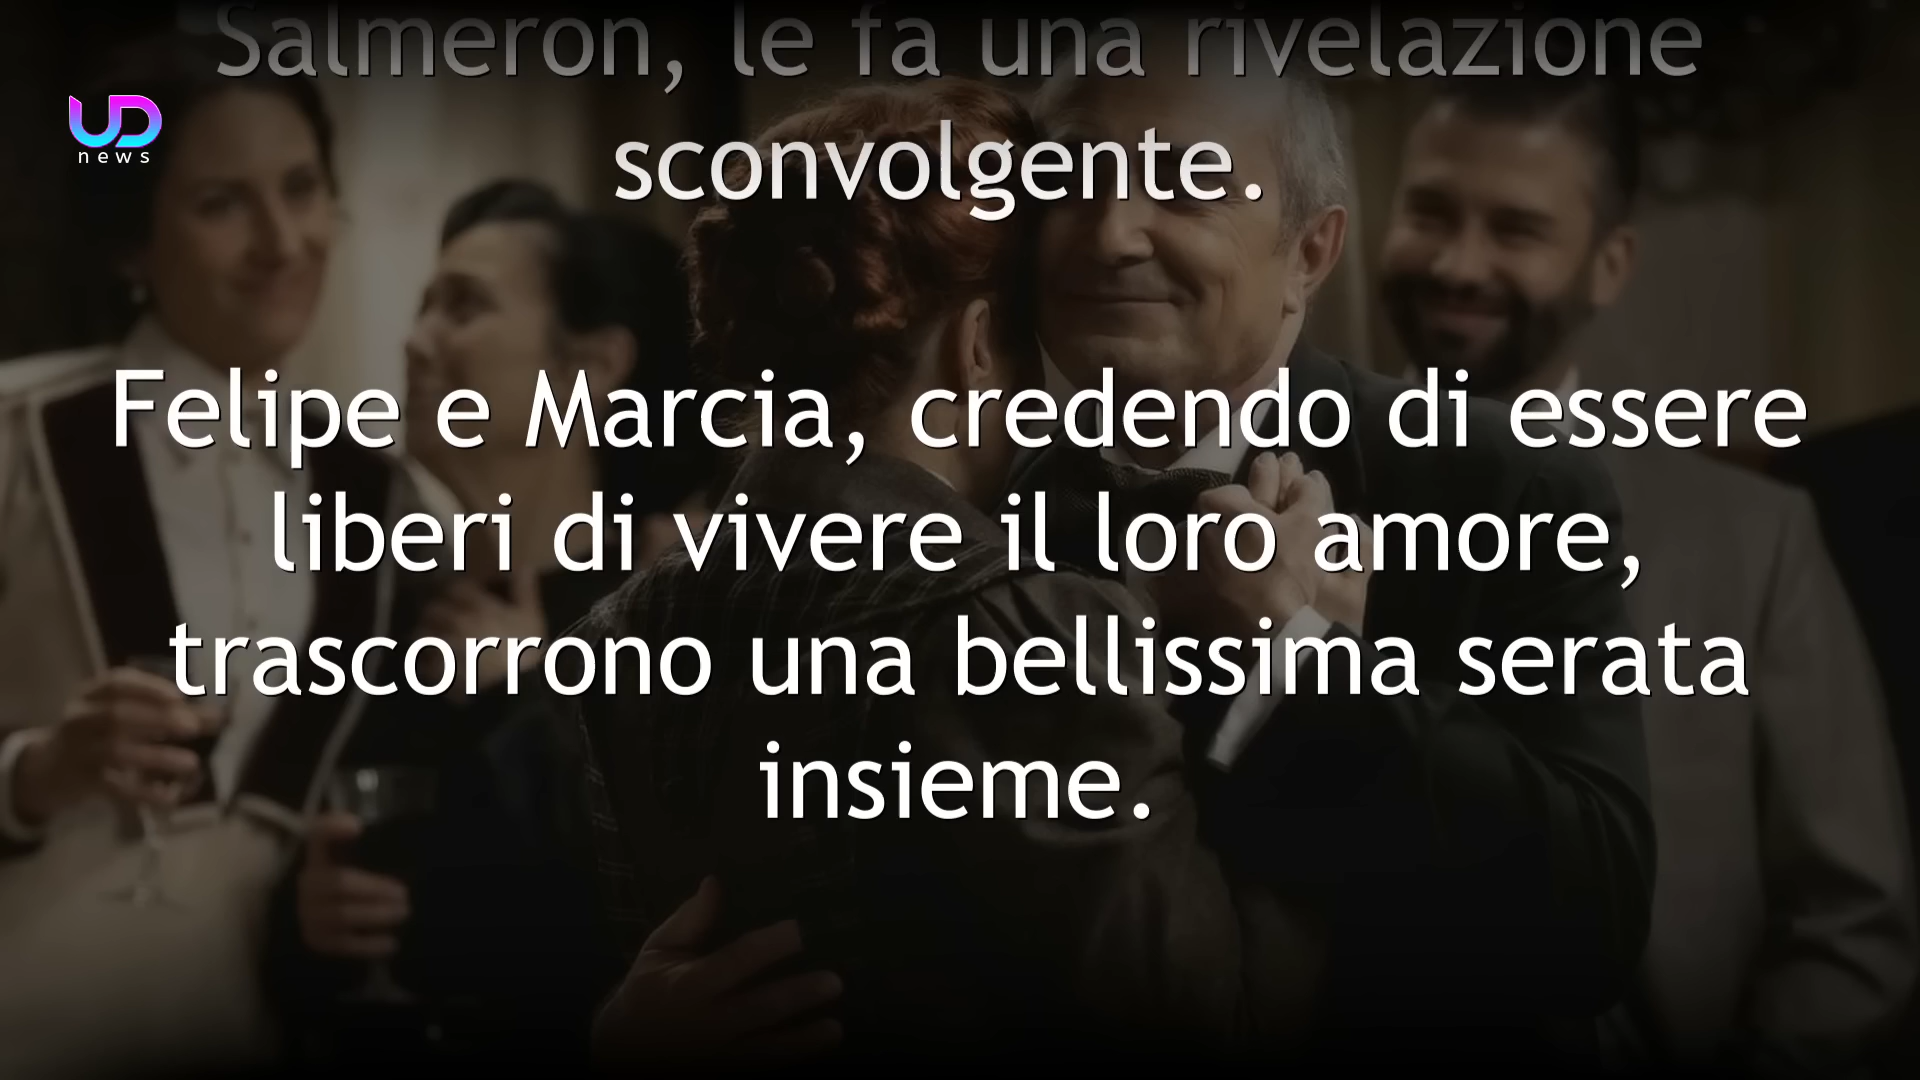 Salmeron, le fa una rivelazione
UD
news
sconvolgente.
Felipe e Marcia, credendo di essere
liberi di vivere il loro amore,
trascorrono una bellissima serata
insieme.